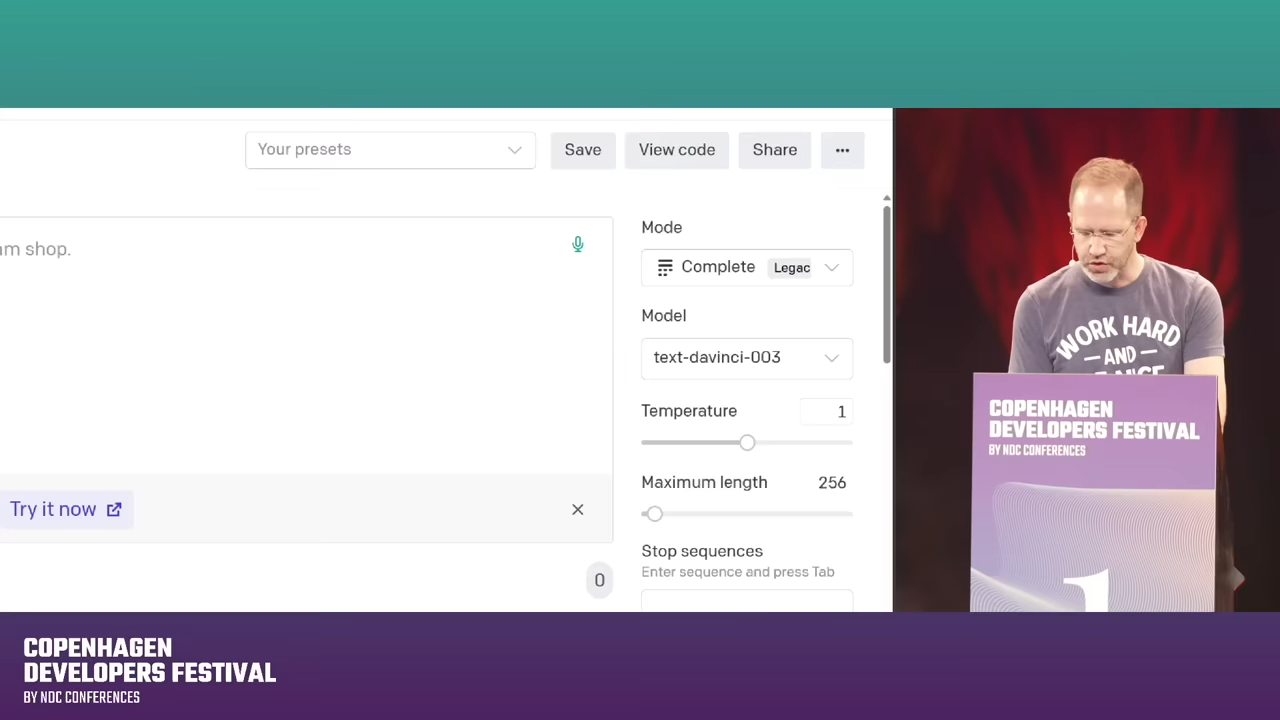 Your presets
Save
View code
Share
am shop.
Mode
Complete
Legac
Model
text-davinci-003
Temperature
1
Maximum length
256
Stop sequences
Enter sequence and press Tab
Try it now
0
WORK HARD
AND
COPENHAGEN
DEVELOPERS FESTIVAL
BY NDC CONFERENCES
1
COPENHAGEN
DEVELOPERS FESTIVAL
BY NDC CONFERENCES